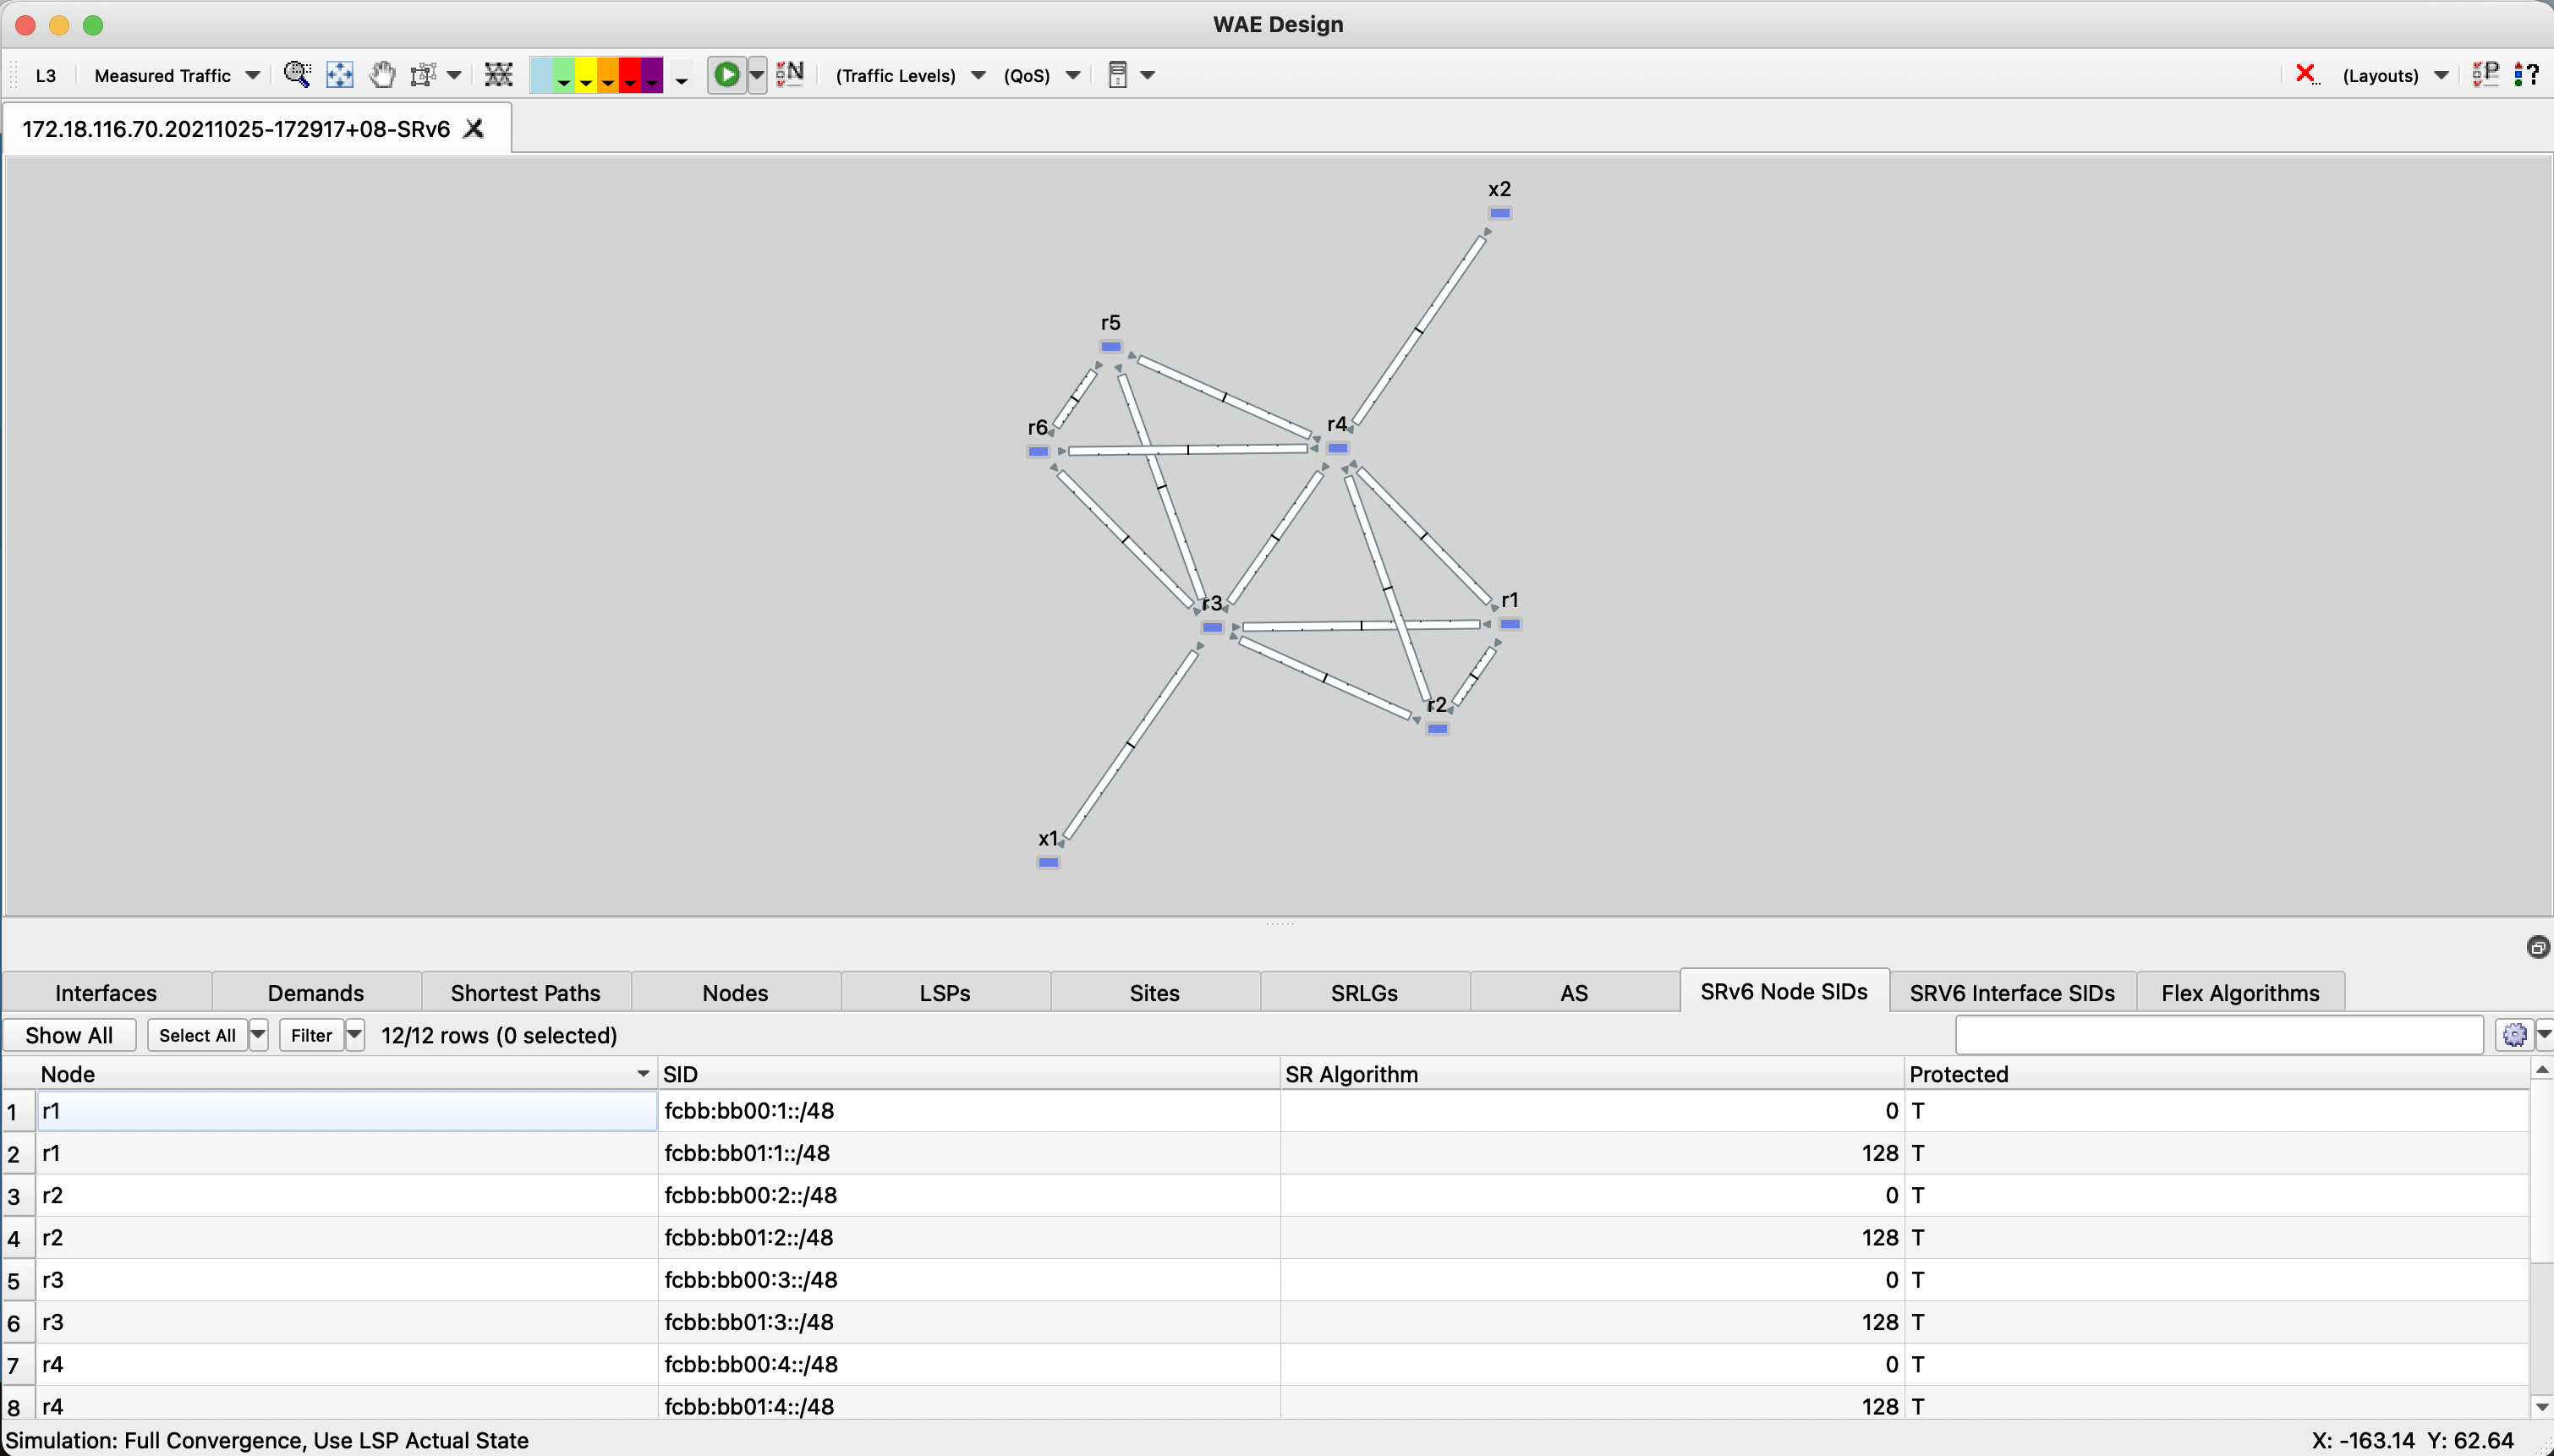 WAE Design
L3 Measured Traffic (Traffic Levels) (QoS) (Layouts)
172.18.116.70.20211025-172917+08-SRv6
x2
r5
r4
r6
r1
r3
r2
x1
Interfaces Demands Shortest Paths Nodes LSPs Sites SRLGs AS SRv6 Node SIDs SRV6 Interface SIDs Flex Algorithms
Show All Select All Filter 12/12 rows (0 selected)
Node SID SR Algorithm Protected
1 r1 fcbb:bb00:1::/48 0 T
2 r1 fcbb:bb01:1::/48 128 T
3 r2 fcbb:bb00:2::/48 0 T
4 r2 fcbb:bb01:2::/48 128 T
5 r3 fcbb:bb00:3::/48 0 T
6 r3 fcbb:bb01:3::/48 128 T
7 r4 fcbb:bb00:4::/48 0 T
8 r4 fcbb:bb01:4::/48 128 T
Simulation: Full Convergence, Use LSP Actual State X: -163.14 Y: 62.64